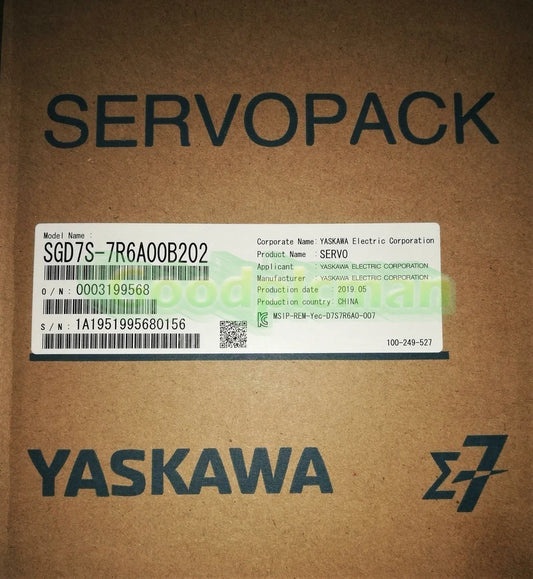 SERVOPACK
Model Name :
SGD7S-7R6A00B202
O/N : 0003199568
S/N : 1A1951995680156
Corporate Name: YASKAWA Electric Corporation
Product Name : SERVO
Applicant : YASKAWA ELECTRIC CORPORATION
Manufacturer : YASKAWA ELECTRIC CORPORATION
Production date : 2019.05
Production country: CHINA
MSIP-REM-Yec-D7S7R6A0-007
100-249-527
YASKAWA
Σ-7